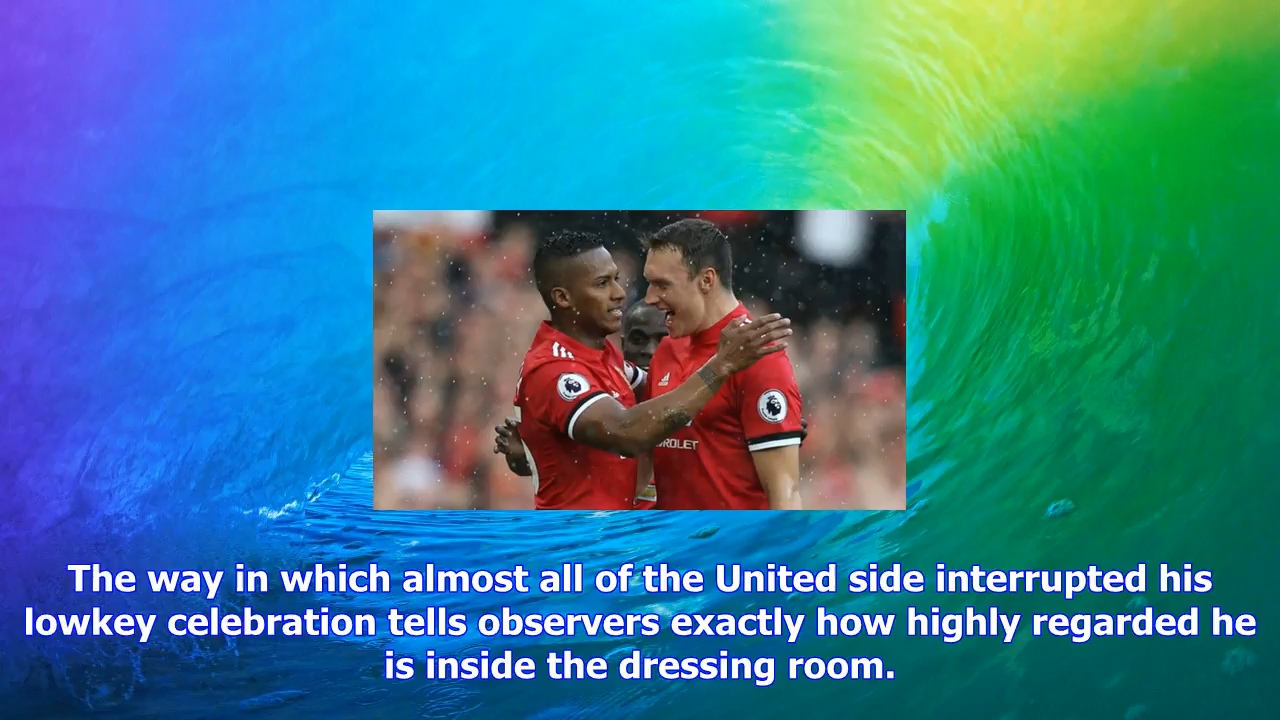 VROLET
The way in which almost all of the United side interrupted his
lowkey celebration tells observers exactly how highly regarded he
is inside the dressing room.